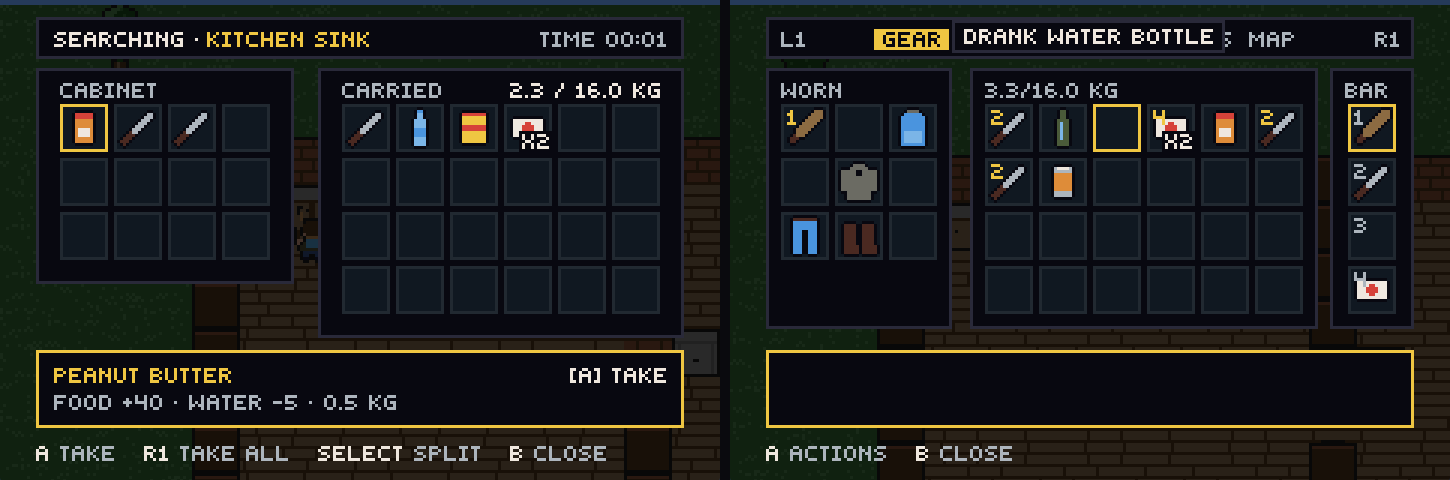 SEARCHING · KITCHEN SINK TIME 00:01
CABINET
CARRIED 2.3 / 16.0 KG
X2
PEANUT BUTTER [A] TAKE
FOOD +40 · WATER -5 · 0.5 KG
A TAKE R1 TAKE ALL SELECT SPLIT B CLOSE
L1 GEAR DRANK WATER BOTTLE S MAP R1
WORN
3.3/16.0 KG
BAR
1
2
4
X2
2
1
2
2
3
4
A ACTIONS B CLOSE